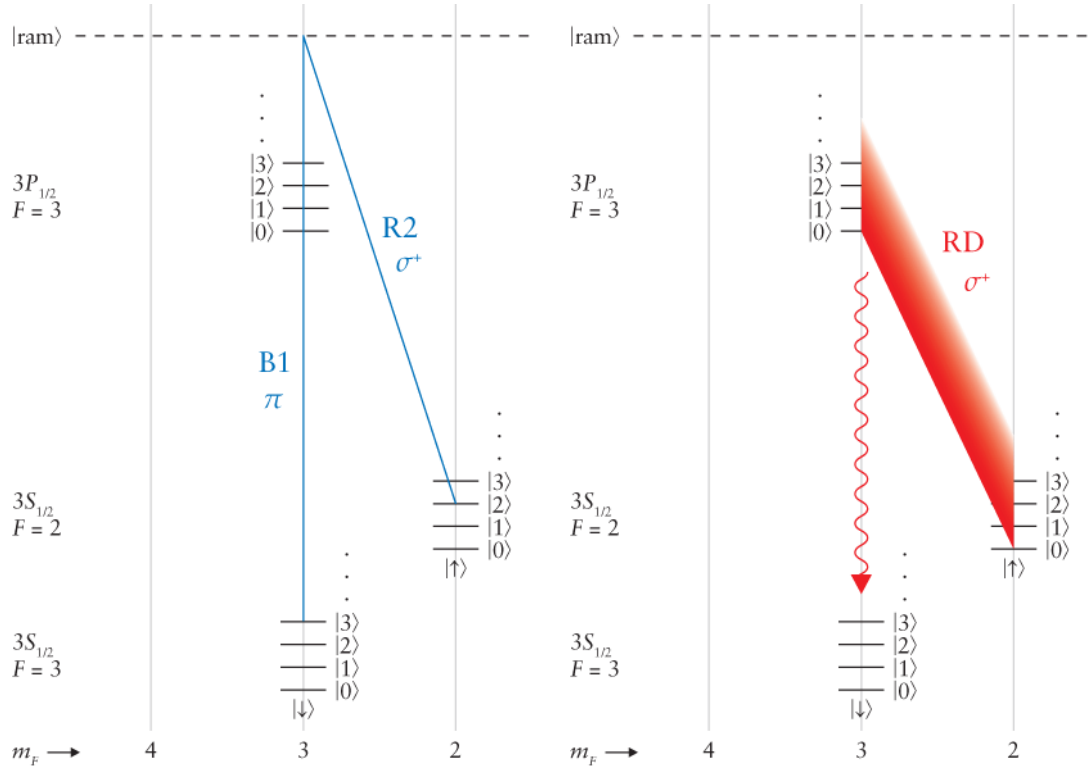 |ram⟩
3P1/2
F = 3
|3⟩
|2⟩
|1⟩
|0⟩
R2
σ+
B1
π
3S1/2
F = 2
|3⟩
|2⟩
|1⟩
|0⟩
|↑⟩
3S1/2
F = 3
|3⟩
|2⟩
|1⟩
|0⟩
|↓⟩
mF → 4 3 2
|ram⟩
3P1/2
F = 3
|3⟩
|2⟩
|1⟩
|0⟩
RD
σ+
3S1/2
F = 2
|3⟩
|2⟩
|1⟩
|0⟩
|↑⟩
3S1/2
F = 3
|3⟩
|2⟩
|1⟩
|0⟩
|↓⟩
mF → 4 3 2